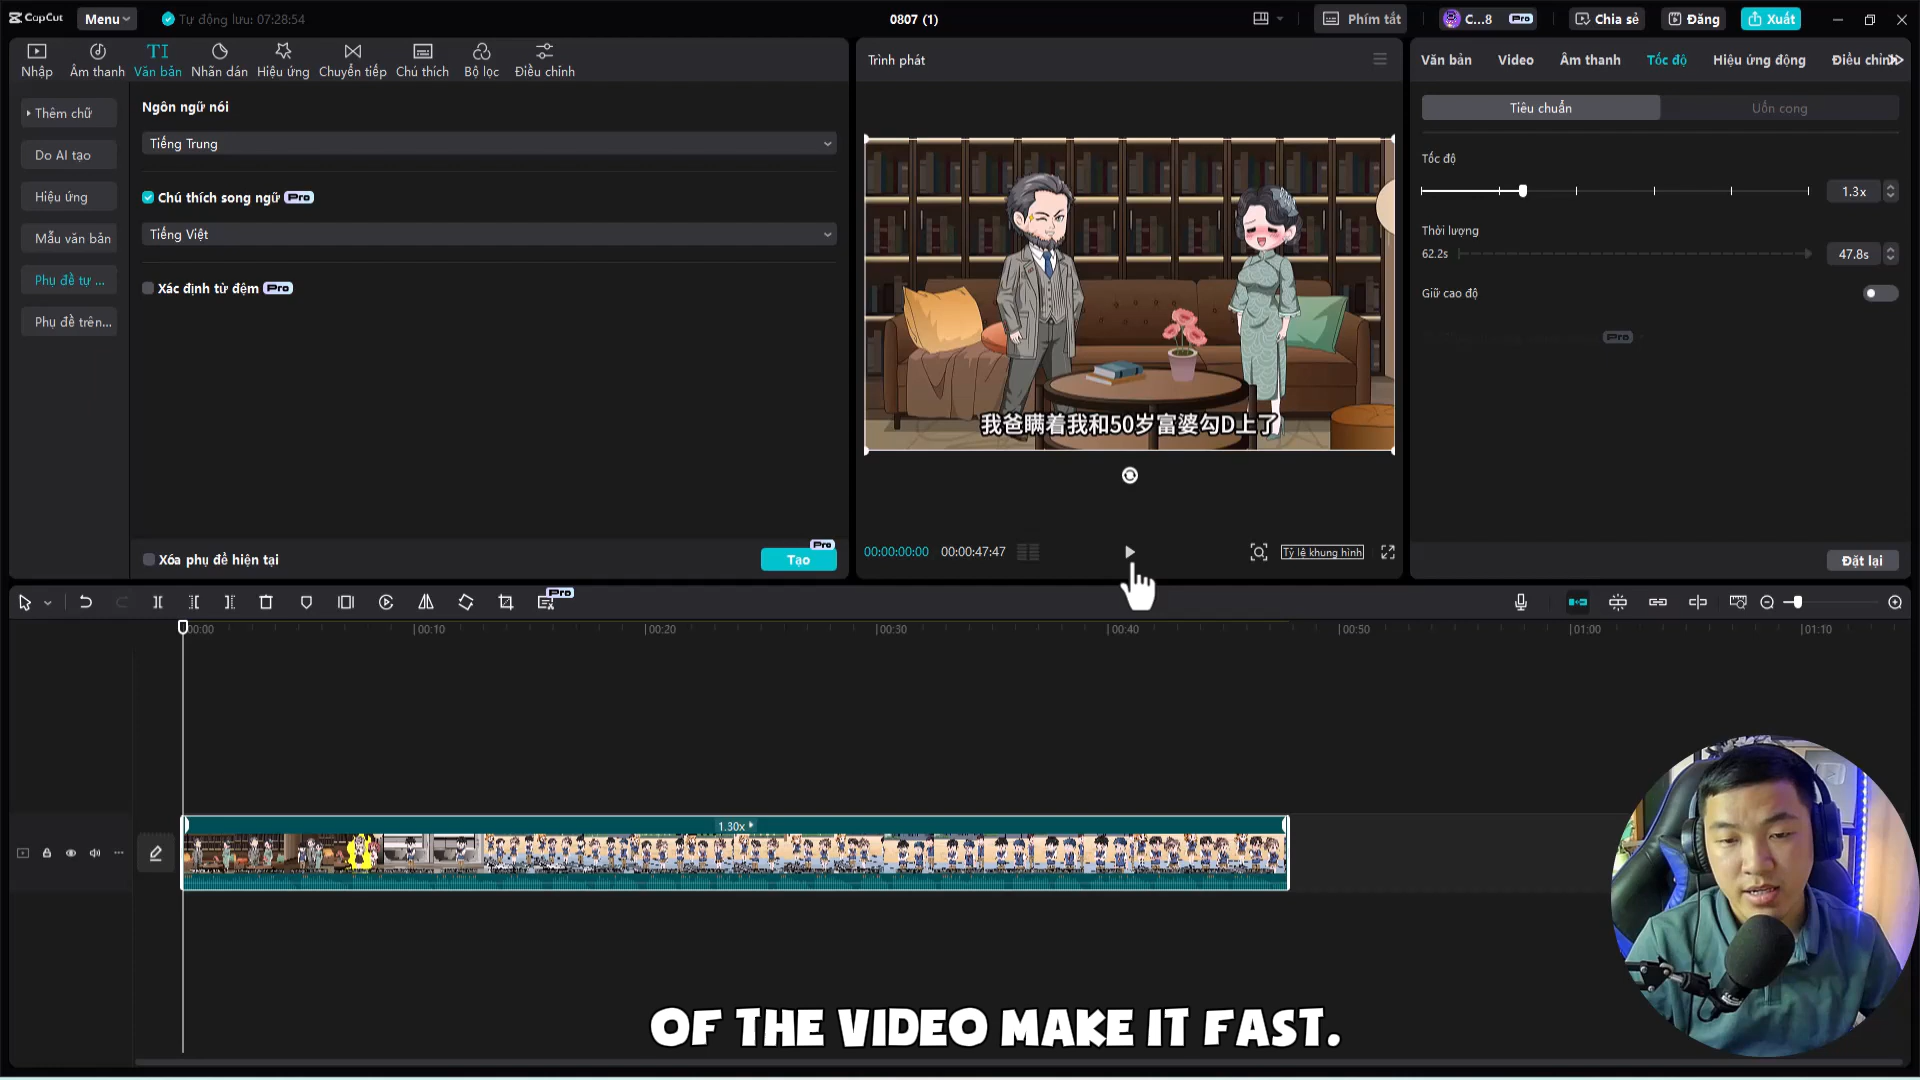 CapCut
Menu
Tự động lưu: 07:28:54
0807 (1)
Phím tắt
C...8
Pro
Chia sẻ
Đăng
Xuất
Nhập
Âm thanh
TI
Văn bản
Nhãn dán
Hiệu ứng
Chuyển tiếp
Chú thích
Bộ lọc
Điều chỉnh
Thêm chữ
Do AI tạo
Hiệu ứng
Mẫu văn bản
Phụ đề tự ...
Phụ đề trên...
Ngôn ngữ nói
Tiếng Trung
Chú thích song ngữ Pro
Tiếng Việt
Xác định từ đệm Pro
Xóa phụ đề hiện tại
Pro
Tạo
Trình phát
我爸瞒着我和50岁富婆勾D上了
00:00:00:00 00:00:47:47
Tỷ lệ khung hình
Văn bản
Video
Âm thanh
Tốc độ
Hiệu ứng động
Điều chỉnh
Tiêu chuẩn
Uốn cong
Tốc độ
1.3x
Thời lượng
62.2s
47.8s
Giữ cao độ
Pro
Đặt lại
Pro
00:00
00:10
00:20
00:30
00:40
00:50
01:00
01:10
1.30x
OF THE VIDEO MAKE IT FAST.